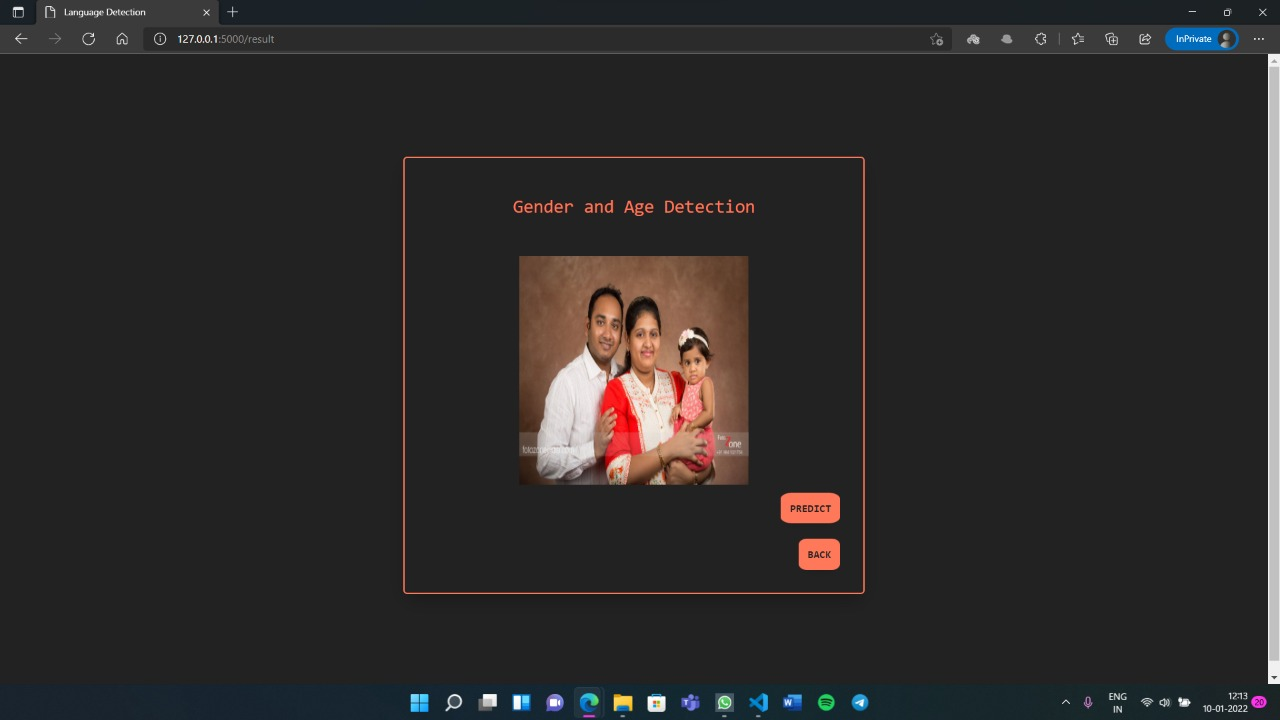 Language Detection
127.0.0.1:5000/result
InPrivate
Gender and Age Detection
one
PREDICT
BACK
ENG
IN
12:13
10-01-2022
20